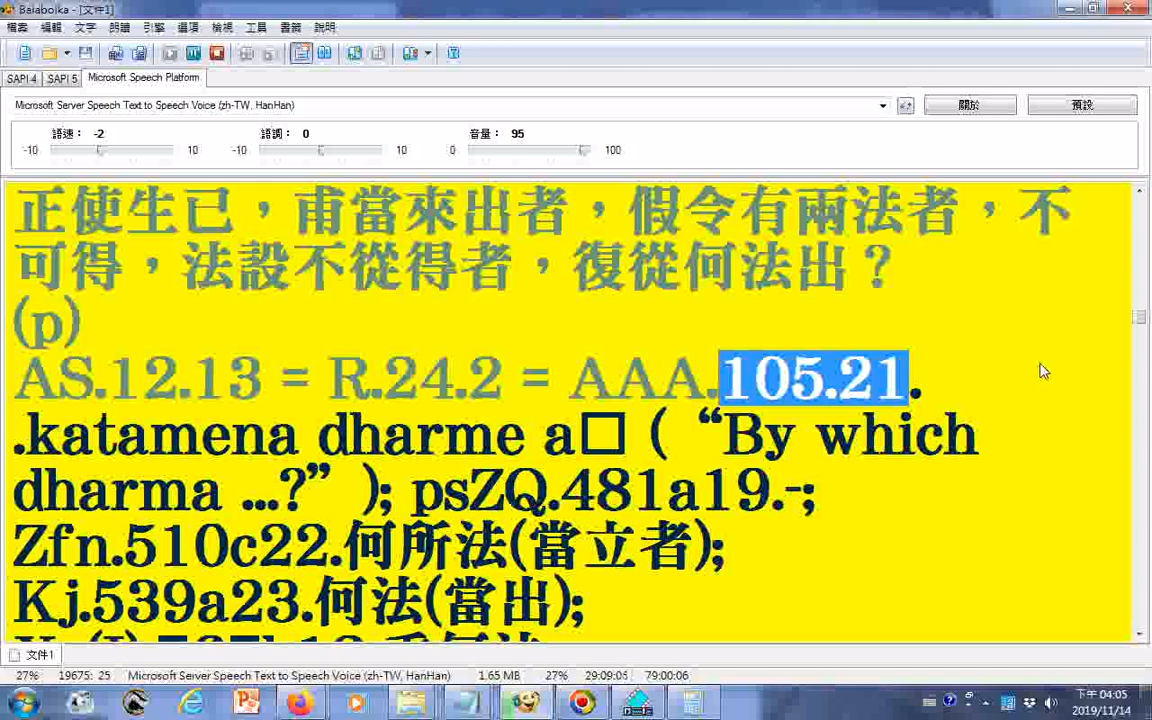 Balabolka - [文件1]
檔案 編輯 文字 朗讀 引擎 選項 檢視 工具 書籤 說明
SAPI 4 SAPI 5 Microsoft Speech Platform
Microsoft Server Speech Text to Speech Voice (zh-TW, HanHan) 關於 預設
語速： -2 語調： 0 音量： 95
-10 10 -10 10 0 100
正使生已，甫當來出者，假令有兩法者，不
可得，法設不從得者，復從何法出？
(p)
AS.12.13 = R.24.2 = AAA.105.21.
.katamena dharme a□ ( “By which
dharma ...?” ); psZQ.481a19.-;
Zfn.510c22.何所法(當立者);
Kj.539a23.何法(當出);
文件1
27% 19675: 25 Microsoft Server Speech Text to Speech Voice (zh-TW, HanHan) 1.65 MB 27% 29:09:05 79:00:06
下午 04:05
2019/11/14